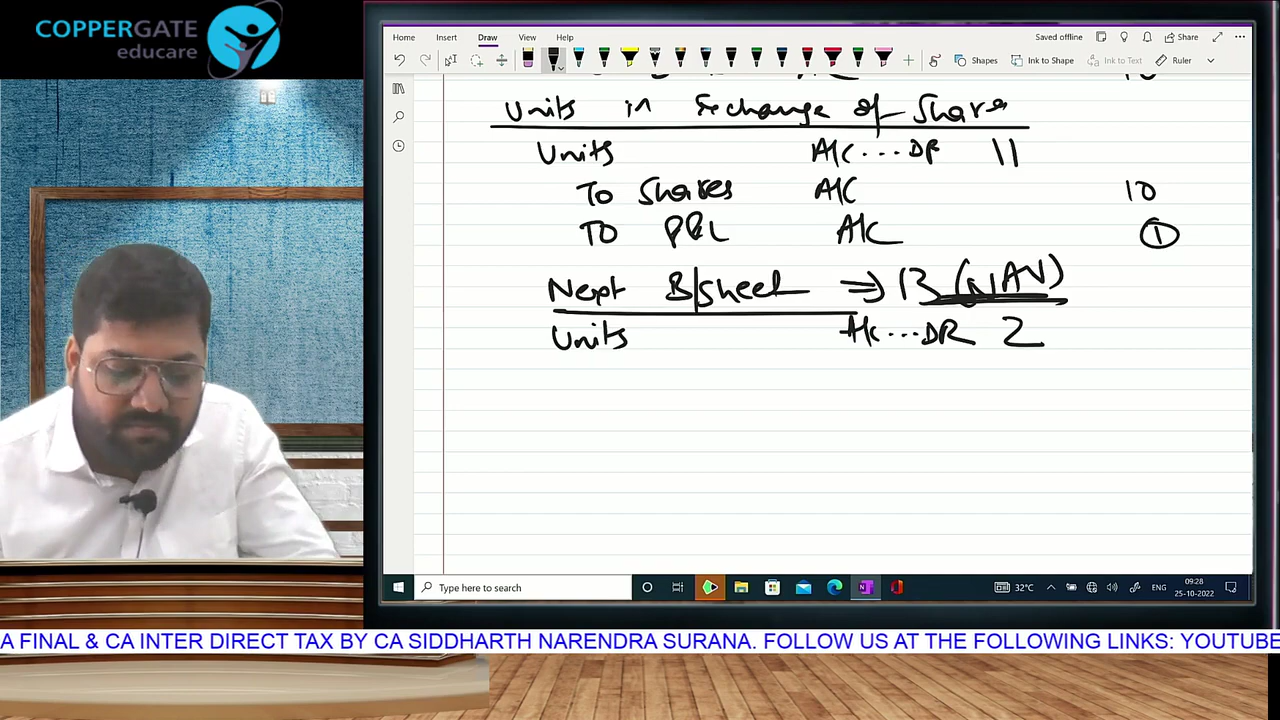 COPPERGATE
educare
Home Insert Draw View Help
Saved offline
Share
Shapes
Ink to Shape
Ink to Text
Ruler
10
Units in Exchange of Shares
Units A/c ... DR 11
To Shares A/C 10
TO P&L A/C 1
Next B/Sheet ⇒ 13 (NAV)
Units A/c ... DR 2
Type here to search
32°C
ENG
09:28
25-10-2022
A FINAL & CA INTER DIRECT TAX BY CA SIDDHARTH NARENDRA SURANA. FOLLOW US AT THE FOLLOWING LINKS: YOUTUBE